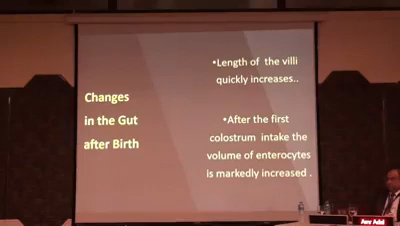 Changes
in the Gut
after Birth
•Length of the villi
quickly increases..
•After the first
colostrum intake the
volume of enterocytes
is markedly increased .